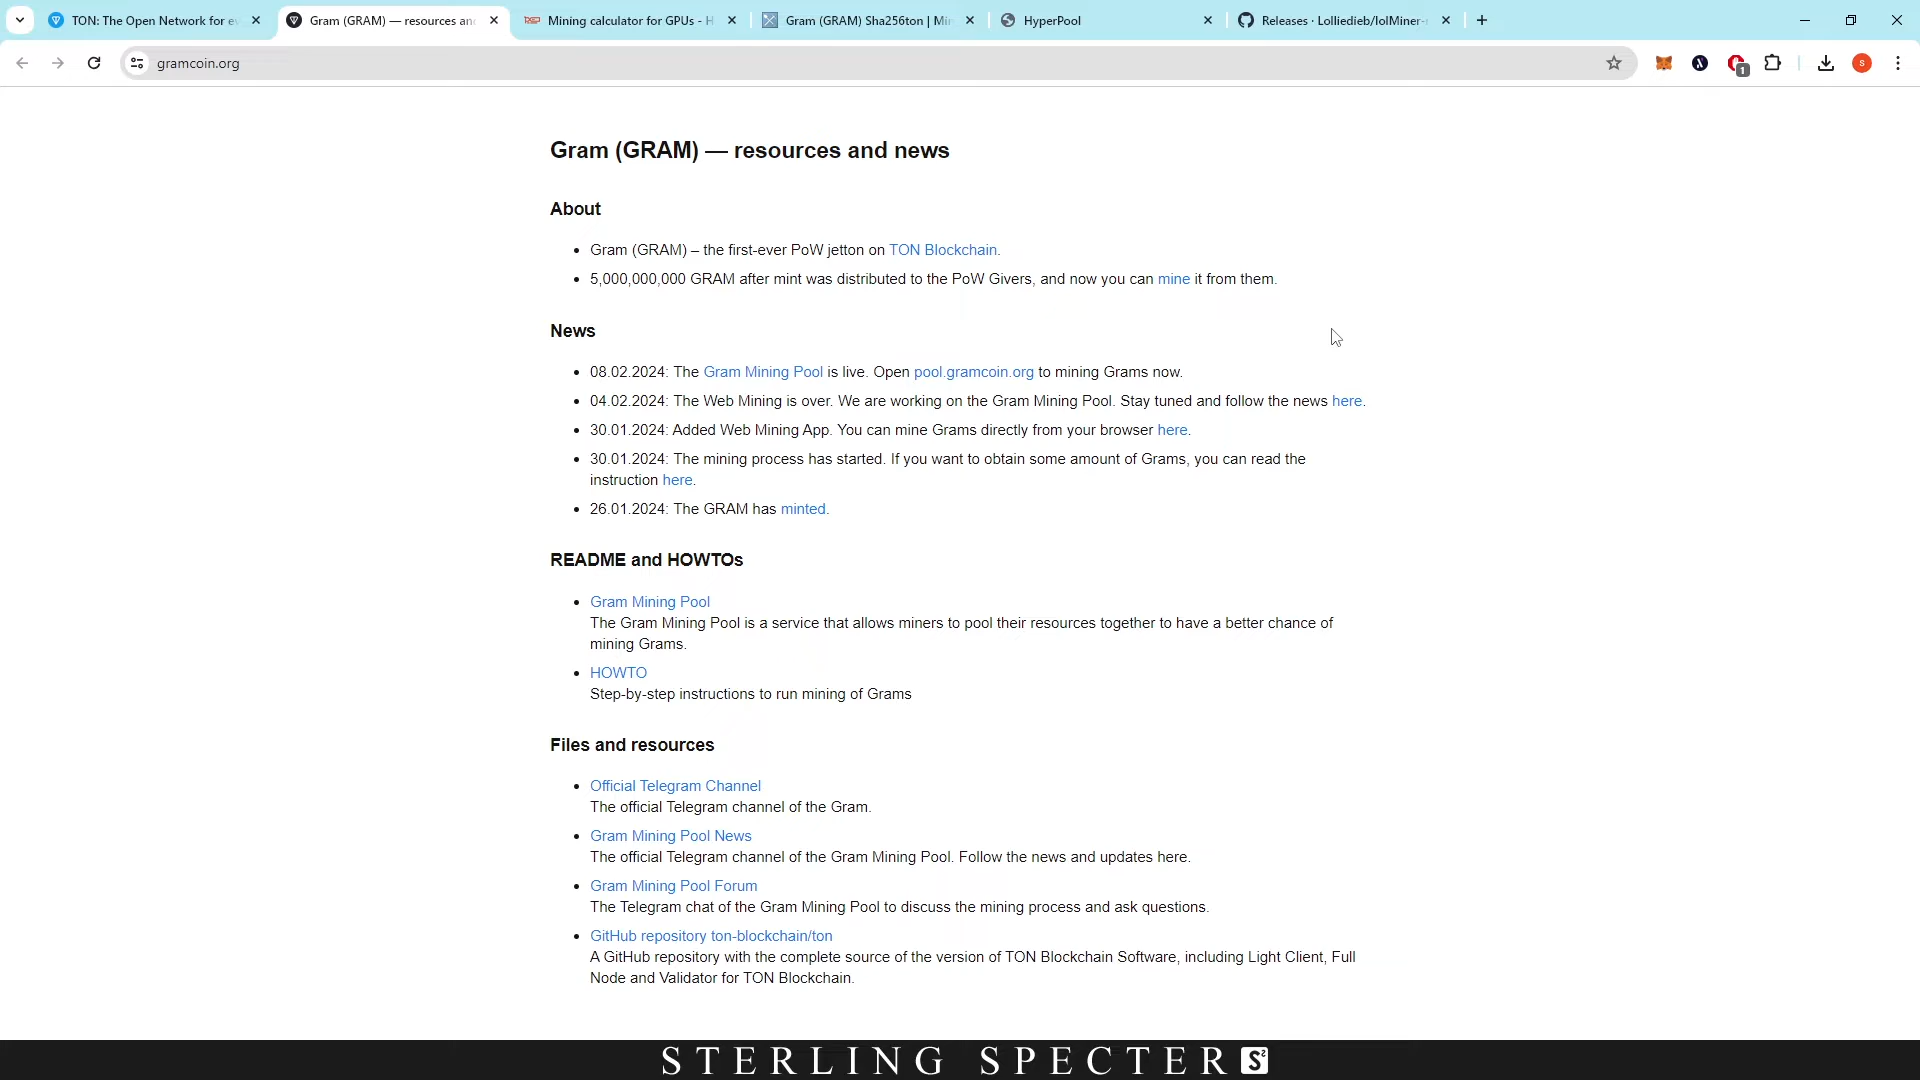 TON: The Open Network for ev
Gram (GRAM) — resources and
Mining calculator for GPUs - H
Gram (GRAM) Sha256ton | Min
HyperPool
Releases · Lolliedieb/lolMiner-r
gramcoin.org
1
S
Gram (GRAM) — resources and news
About
• Gram (GRAM) – the first-ever PoW jetton on TON Blockchain.
• 5,000,000,000 GRAM after mint was distributed to the PoW Givers, and now you can mine it from them.
News
• 08.02.2024: The Gram Mining Pool is live. Open pool.gramcoin.org to mining Grams now.
• 04.02.2024: The Web Mining is over. We are working on the Gram Mining Pool. Stay tuned and follow the news here.
• 30.01.2024: Added Web Mining App. You can mine Grams directly from your browser here.
• 30.01.2024: The mining process has started. If you want to obtain some amount of Grams, you can read the
instruction here.
• 26.01.2024: The GRAM has minted.
README and HOWTOs
• Gram Mining Pool
The Gram Mining Pool is a service that allows miners to pool their resources together to have a better chance of
mining Grams.
• HOWTO
Step-by-step instructions to run mining of Grams
Files and resources
• Official Telegram Channel
The official Telegram channel of the Gram.
• Gram Mining Pool News
The official Telegram channel of the Gram Mining Pool. Follow the news and updates here.
• Gram Mining Pool Forum
The Telegram chat of the Gram Mining Pool to discuss the mining process and ask questions.
• GitHub repository ton-blockchain/ton
A GitHub repository with the complete source of the version of TON Blockchain Software, including Light Client, Full
Node and Validator for TON Blockchain.
STERLING SPECTER S²